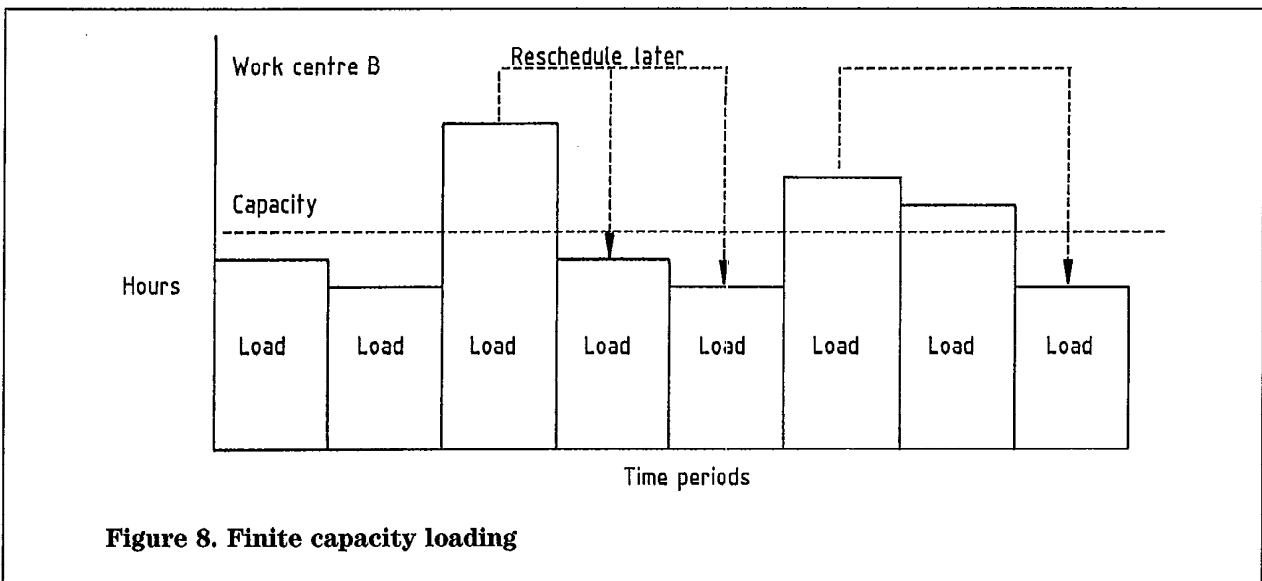 Work centre B
Reschedule later
Capacity
Hours
Load Load Load Load Load Load Load Load
Time periods
Figure 8. Finite capacity loading